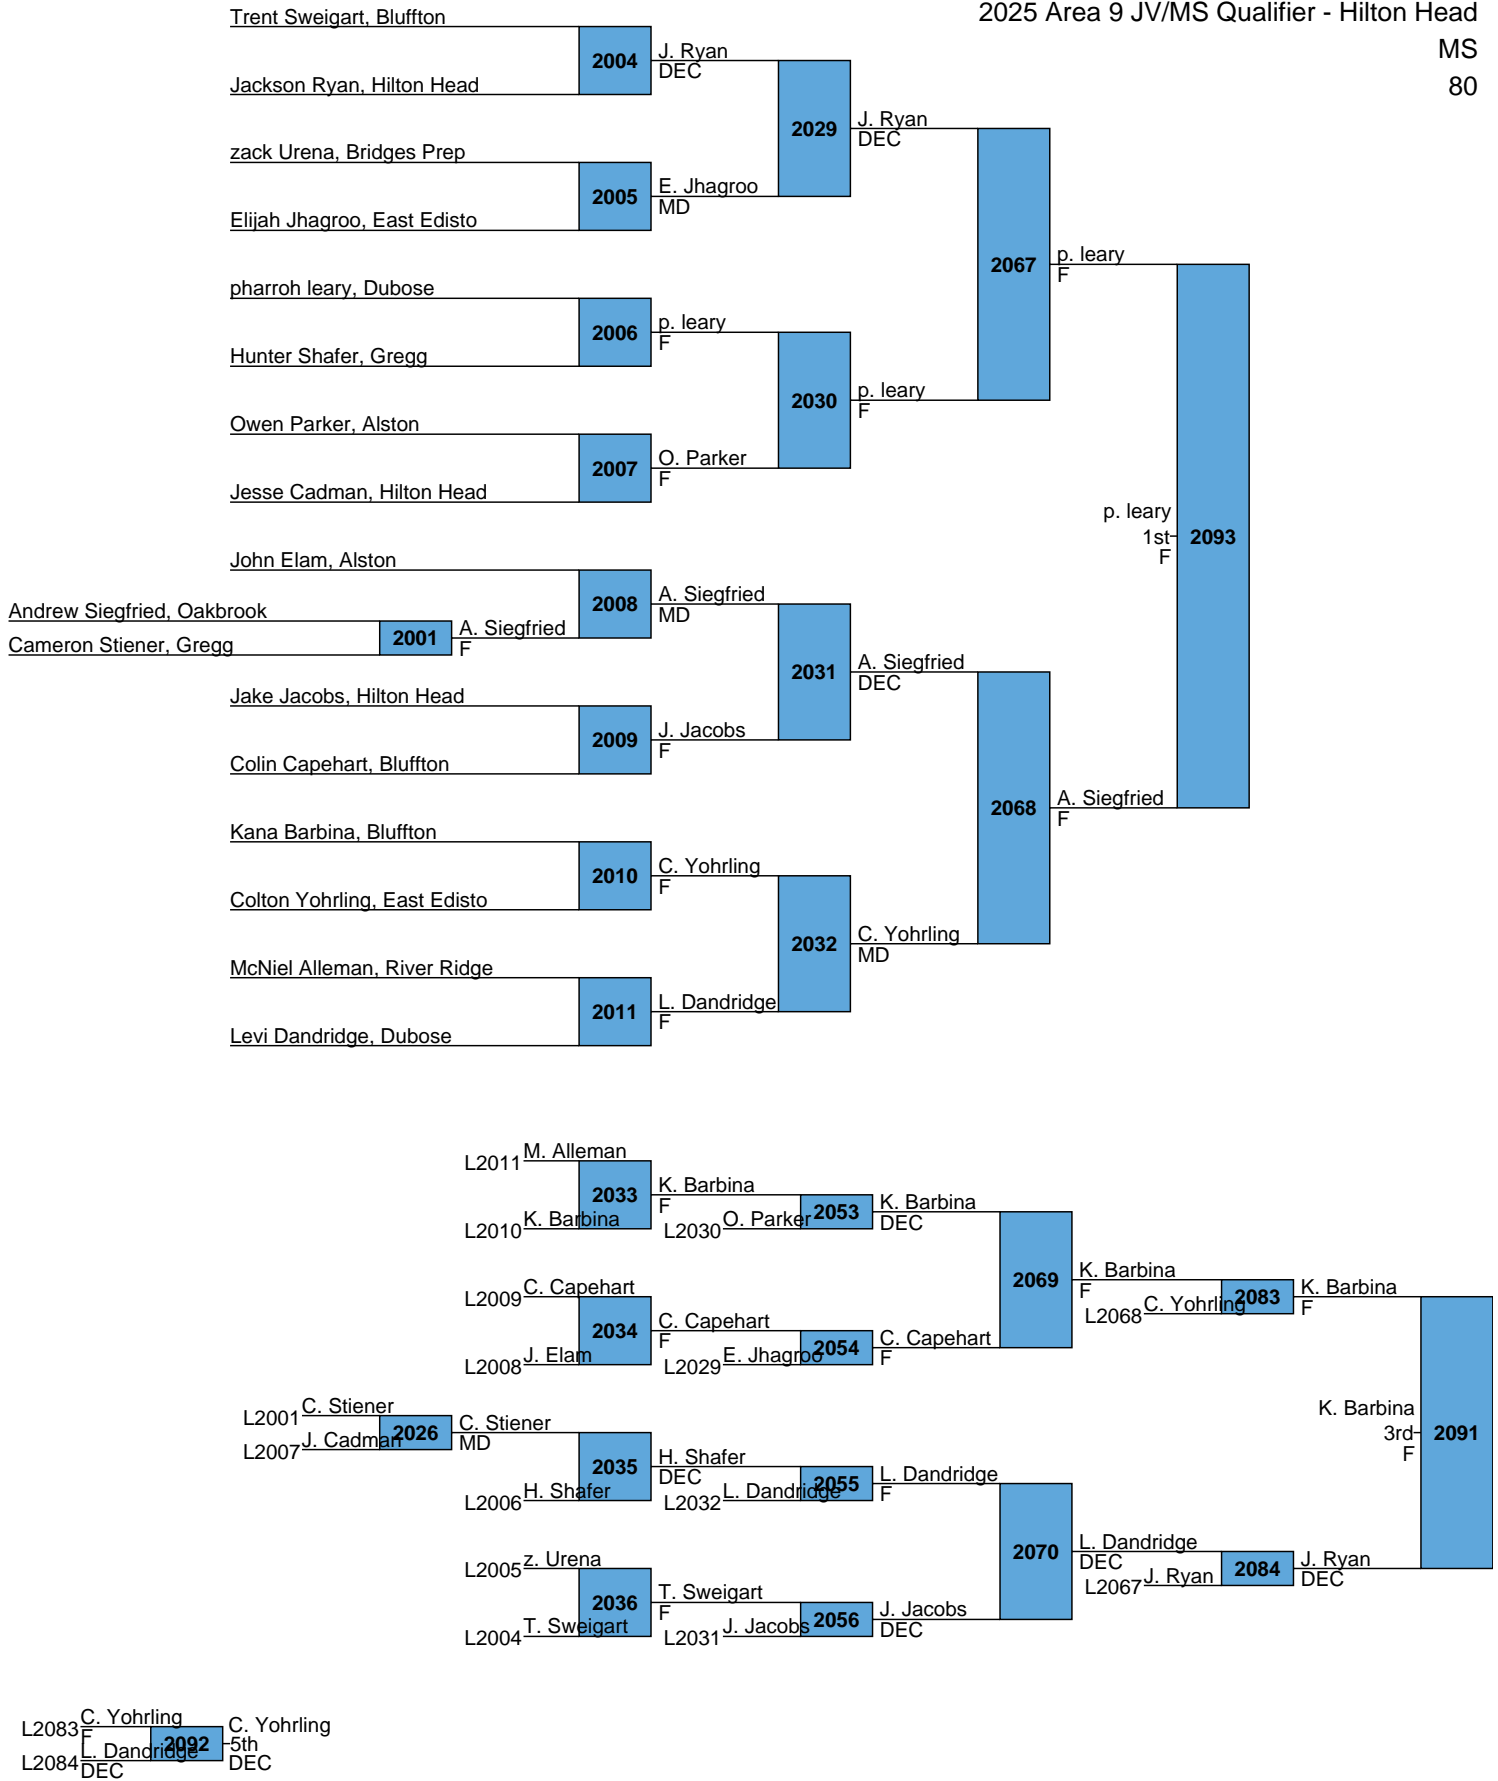 2025 Area 9 JV/MS Qualifier - Hilton Head
MS
80
Trent Sweigart, Bluffton
2004
J. Ryan
DEC
Jackson Ryan, Hilton Head
2029
J. Ryan
DEC
zack Urena, Bridges Prep
2005
E. Jhagroo
MD
Elijah Jhagroo, East Edisto
2067
p. leary
F
pharroh leary, Dubose
2006
p. leary
F
Hunter Shafer, Gregg
2030
p. leary
F
Owen Parker, Alston
2007
O. Parker
F
Jesse Cadman, Hilton Head
p. leary
1st
F
2093
John Elam, Alston
2008
A. Siegfried
MD
Andrew Siegfried, Oakbrook
2001
A. Siegfried
F
Cameron Stiener, Gregg
2031
A. Siegfried
DEC
Jake Jacobs, Hilton Head
2009
J. Jacobs
F
Colin Capehart, Bluffton
2068
A. Siegfried
F
Kana Barbina, Bluffton
2010
C. Yohrling
F
Colton Yohrling, East Edisto
2032
C. Yohrling
MD
McNiel Alleman, River Ridge
2011
L. Dandridge
F
Levi Dandridge, Dubose
L2011
M. Alleman
2033
K. Barbina
F
L2010
K. Barbina
L2030
O. Parker
2053
K. Barbina
DEC
L2009
C. Capehart
2034
C. Capehart
F
L2008
J. Elam
L2029
E. Jhagroo
2054
C. Capehart
F
2069
K. Barbina
F
L2068
C. Yohrling
2083
K. Barbina
F
L2001
C. Stiener
L2007
J. Cadman
2026
C. Stiener
MD
2035
H. Shafer
DEC
L2006
H. Shafer
L2032
L. Dandridge
2055
L. Dandridge
F
K. Barbina
3rd
F
2091
L2005
z. Urena
2036
T. Sweigart
F
L2004
T. Sweigart
L2031
J. Jacobs
2056
J. Jacobs
DEC
2070
L. Dandridge
DEC
L2067
J. Ryan
2084
J. Ryan
DEC
L2083
C. Yohrling
F
L2084
L. Dandridge
DEC
2092
C. Yohrling
5th
DEC